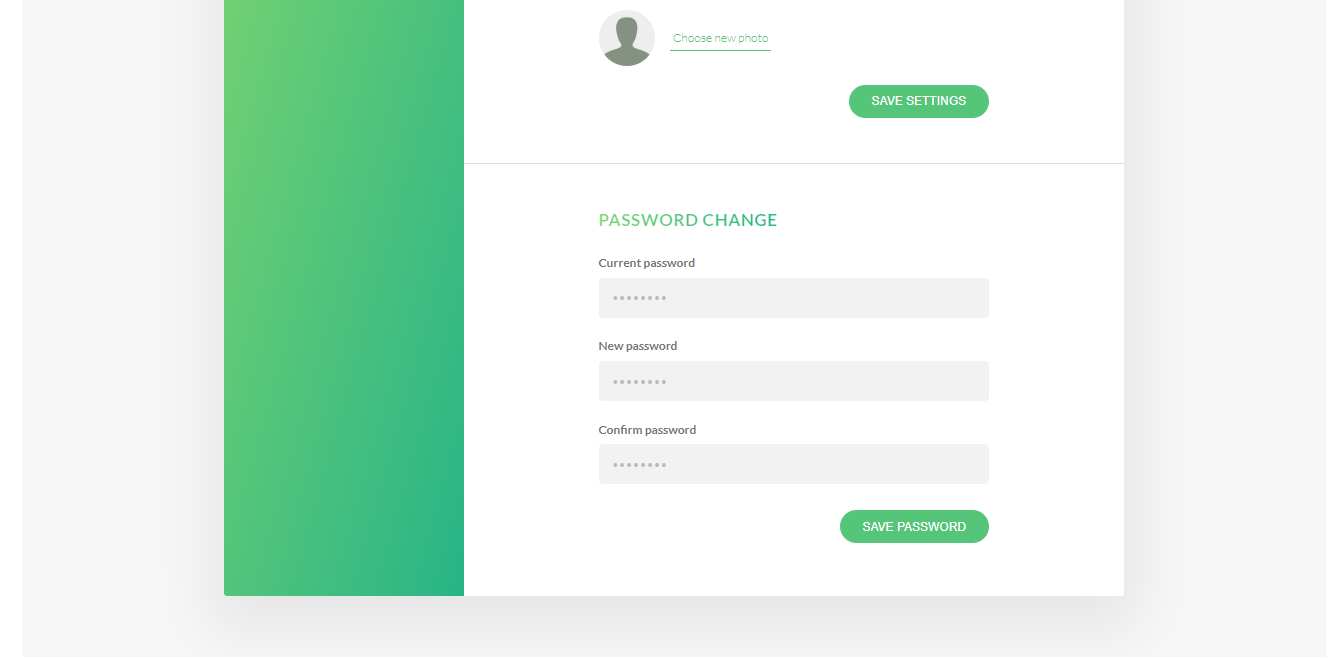 Choose new photo
SAVE SETTINGS
PASSWORD CHANGE
Current password
••••••••
New password
••••••••
Confirm password
••••••••
SAVE PASSWORD